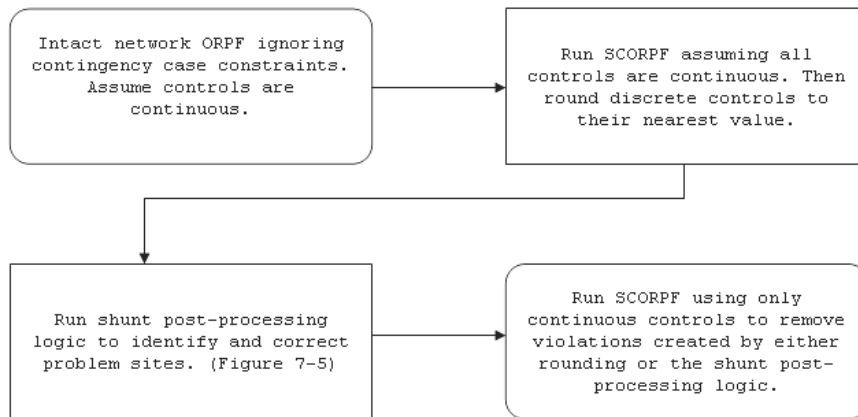 Intact network ORPF ignoring
contingency case constraints.
Assume controls are
continuous.
Run SCORPF assuming all
controls are continuous. Then
round discrete controls to
their nearest value.
Run shunt post-processing
logic to identify and correct
problem sites. (Figure 7-5)
Run SCORPF using only
continuous controls to remove
violations created by either
rounding or the shunt post-
processing logic.